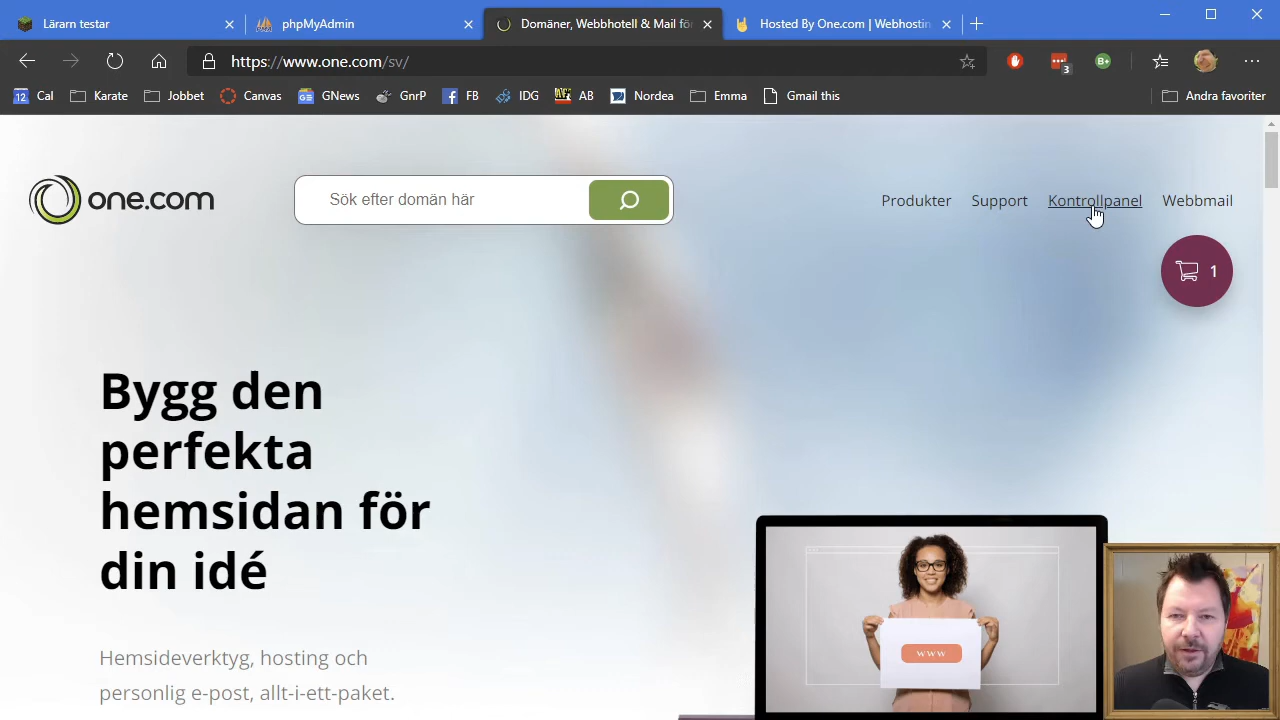 Lärarn testar
phpMyAdmin
Domäner, Webbhotell & Mail fö
Hosted By One.com | Webhostin
https://www.one.com/sv/
3
12 Cal
Karate
Jobbet
Canvas
GNews
GnrP
FB
IDG
AB
Nordea
Emma
Gmail this
Andra favoriter
one.com
Sök efter domän här
Produkter
Support
Kontrollpanel
Webbmail
1
Bygg den
perfekta
hemsidan för
din idé
Hemsideverktyg, hosting och
personlig e-post, allt-i-ett-paket.
www